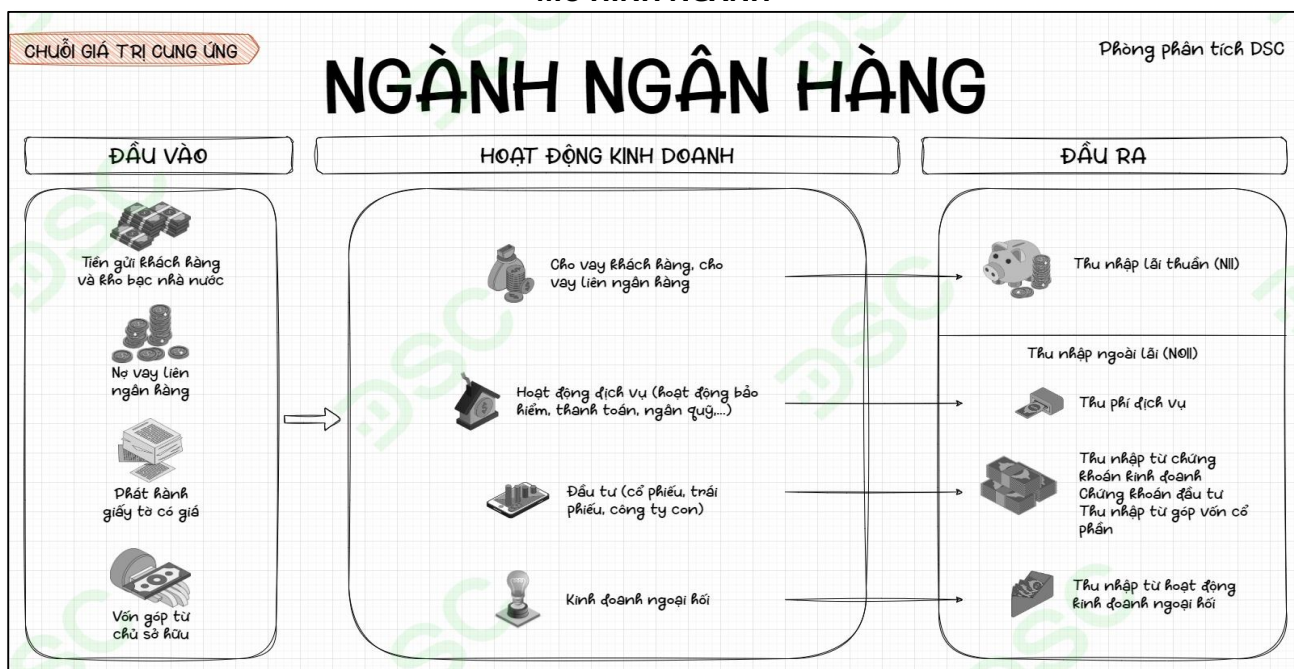 CHUỖI GIÁ TRỊ CUNG ỨNG
Phòng phân tích DSC
NGÀNH NGÂN HÀNG
ĐẦU VÀO
HOẠT ĐỘNG KINH DOANH
ĐẦU RA
Tiền gửi khách hàng
và kho bạc nhà nước
Nợ vay liên
ngân hàng
Phát hành
giấy tờ có giá
Vốn góp từ
chủ sở hữu
Cho vay khách hàng, cho
vay liên ngân hàng
Hoạt động dịch vụ (hoạt động bảo
hiểm, thanh toán, ngân quỹ,...)
Đầu tư (cổ phiếu, trái
phiếu, công ty con)
Kinh doanh ngoại hối
Thu nhập lãi thuần (NII)
Thu nhập ngoài lãi (NOII)
Thu phí dịch vụ
Thu nhập từ chứng
khoán kinh doanh
Chứng khoán đầu tư
Thu nhập từ góp vốn cổ
phần
Thu nhập từ hoạt động
kinh doanh ngoại hối
DSC